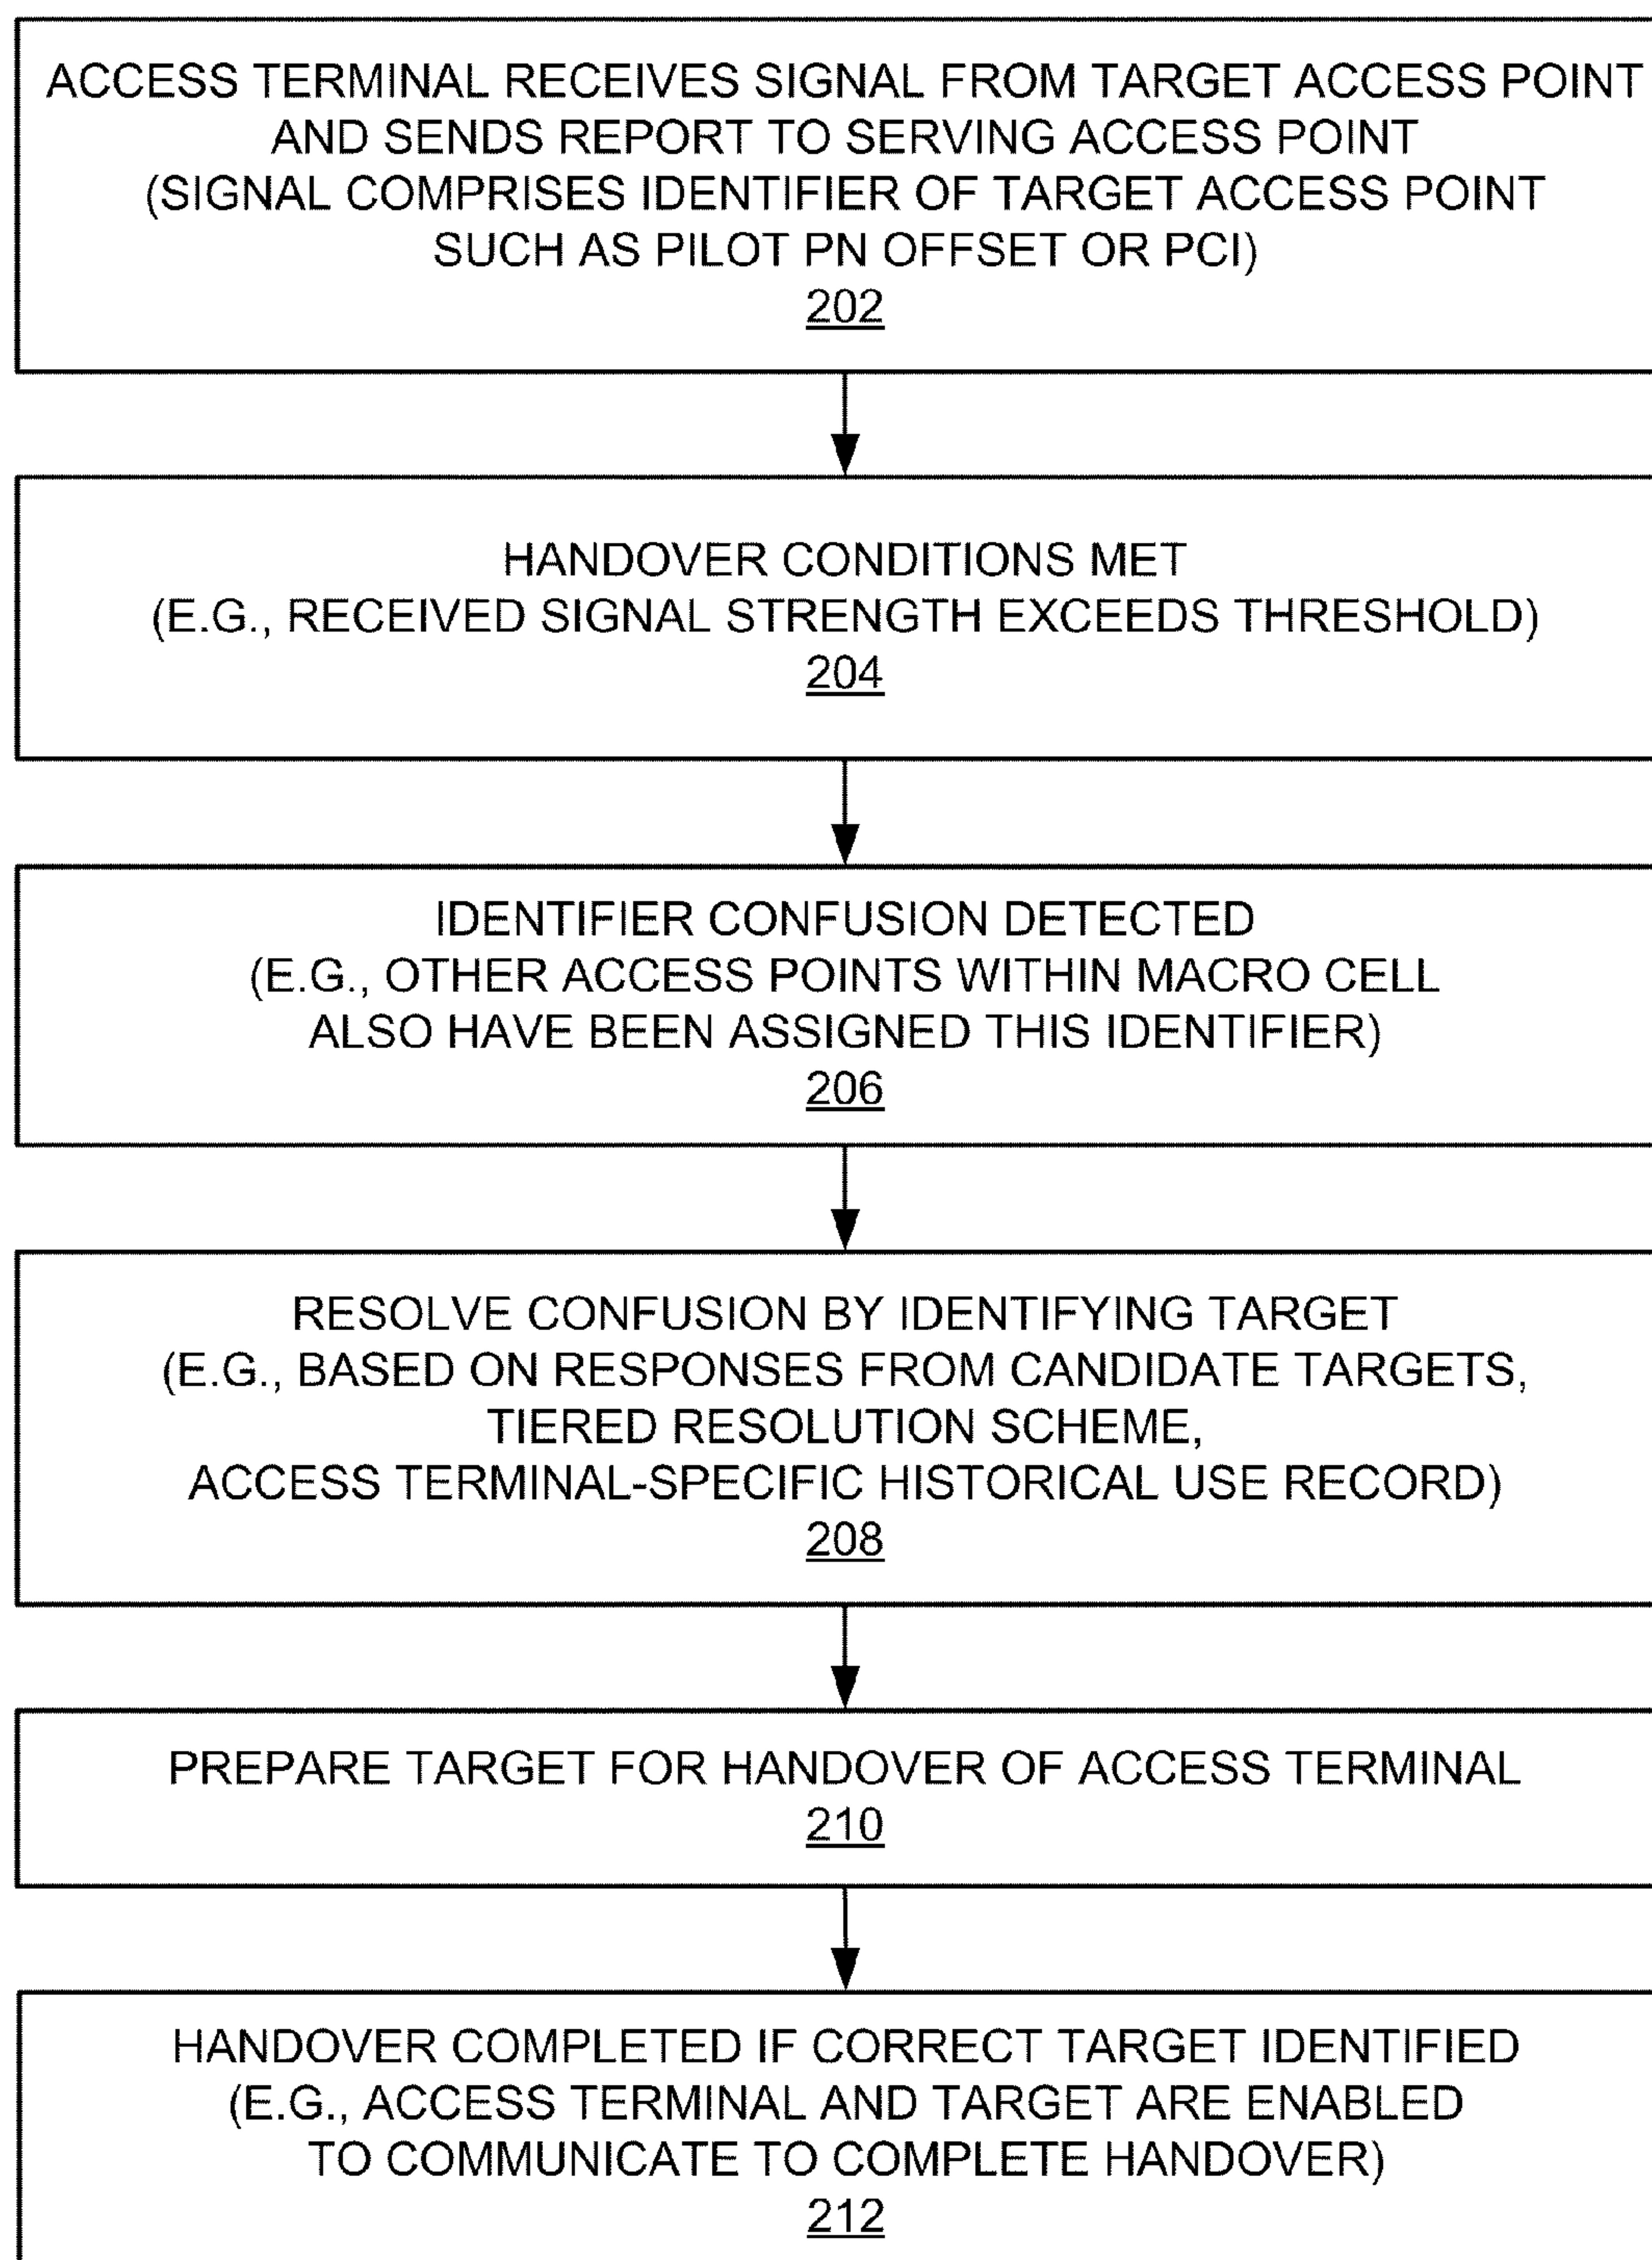 ACCESS TERMINAL RECEIVES SIGNAL FROM TARGET ACCESS POINT
AND SENDS REPORT TO SERVING ACCESS POINT
(SIGNAL COMPRISES IDENTIFIER OF TARGET ACCESS POINT
SUCH AS PILOT PN OFFSET OR PCI)
202
HANDOVER CONDITIONS MET
(E.G., RECEIVED SIGNAL STRENGTH EXCEEDS THRESHOLD)
204
IDENTIFIER CONFUSION DETECTED
(E.G., OTHER ACCESS POINTS WITHIN MACRO CELL
ALSO HAVE BEEN ASSIGNED THIS IDENTIFIER)
206
RESOLVE CONFUSION BY IDENTIFYING TARGET
(E.G., BASED ON RESPONSES FROM CANDIDATE TARGETS,
TIERED RESOLUTION SCHEME,
ACCESS TERMINAL-SPECIFIC HISTORICAL USE RECORD)
208
PREPARE TARGET FOR HANDOVER OF ACCESS TERMINAL
210
HANDOVER COMPLETED IF CORRECT TARGET IDENTIFIED
(E.G., ACCESS TERMINAL AND TARGET ARE ENABLED
TO COMMUNICATE TO COMPLETE HANDOVER)
212